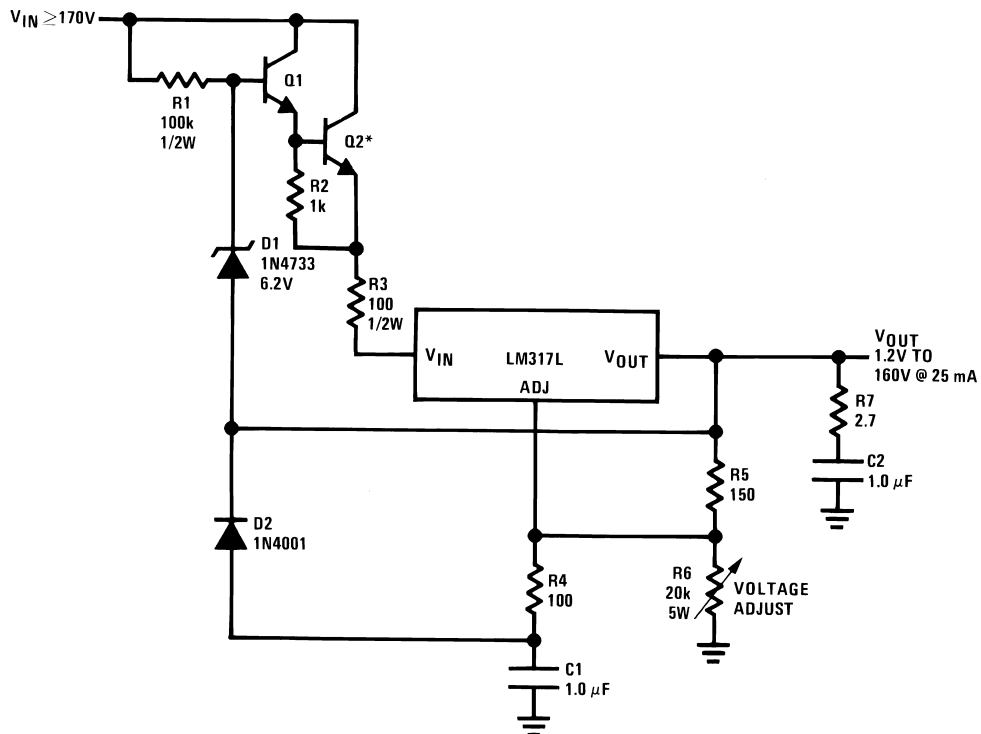 VIN ≥170V
R1
100k
1/2W
Q1
Q2*
R2
1k
D1
1N4733
6.2V
R3
100
1/2W
VIN
LM317L
VOUT
ADJ
VOUT
1.2V TO
160V @ 25 mA
R7
2.7
C2
1.0 μF
R5
150
D2
1N4001
R4
100
R6
20k
5W
VOLTAGE
ADJUST
C1
1.0 μF